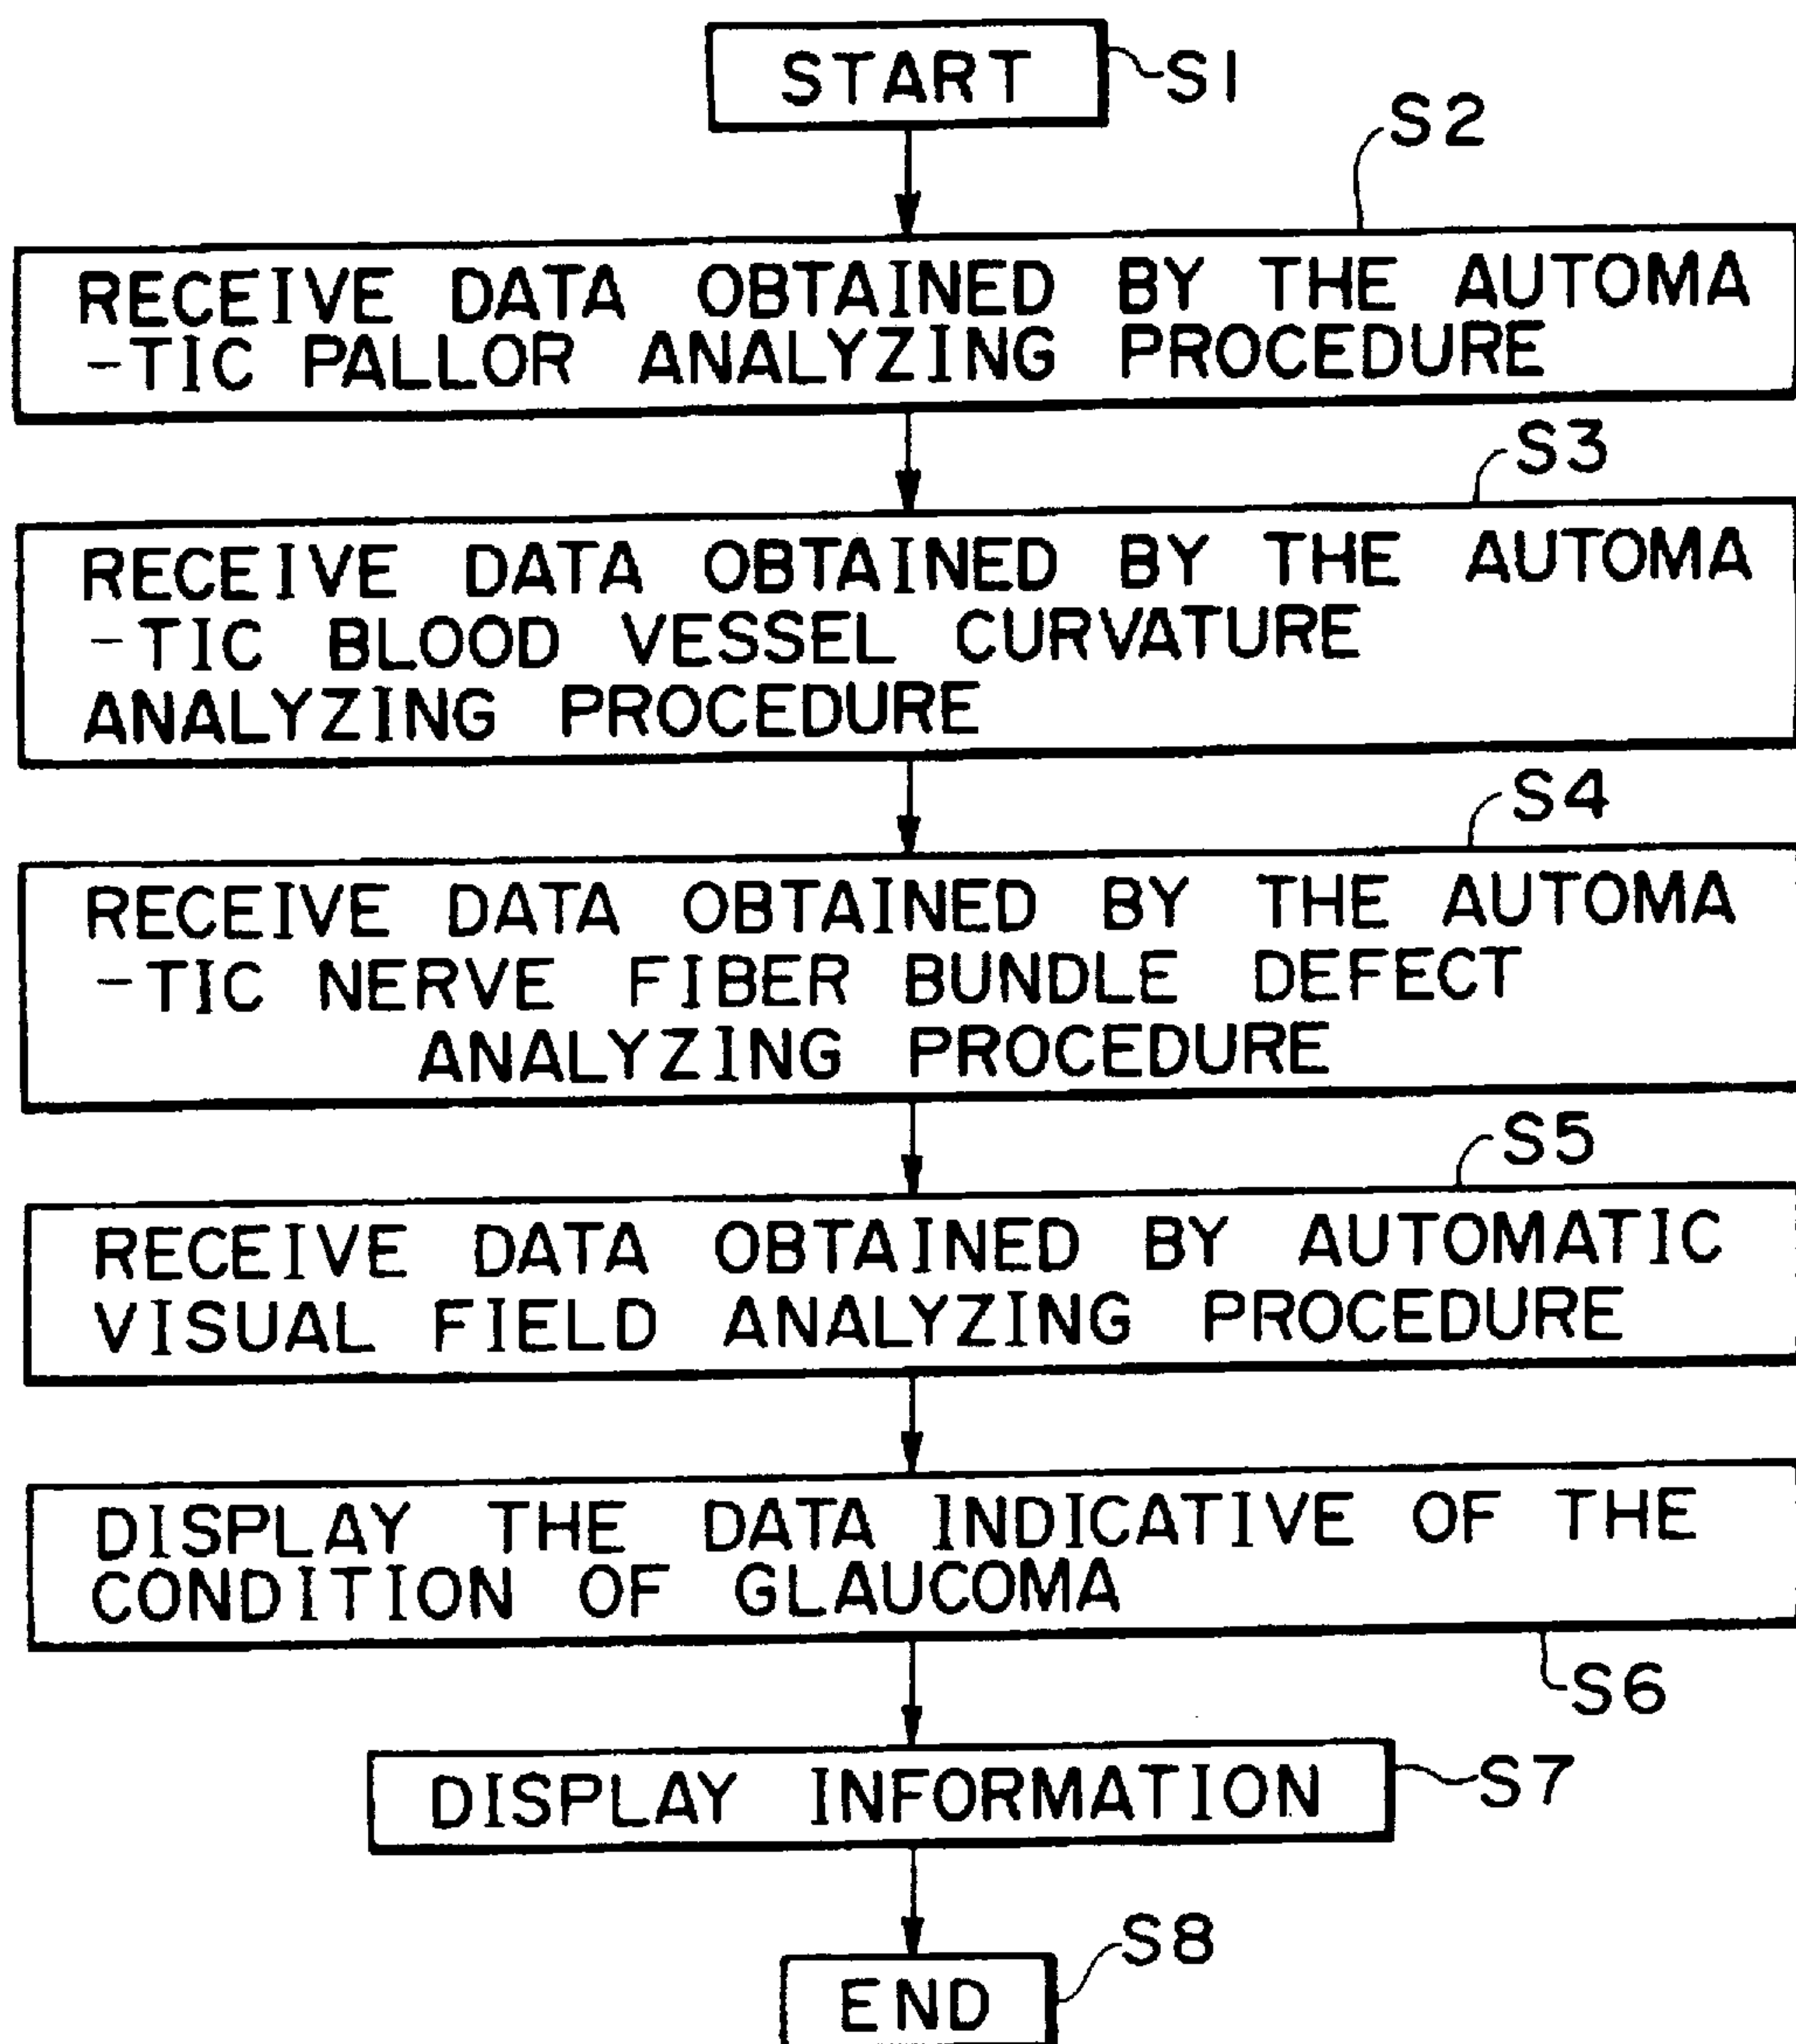 START
S1
S2
RECEIVE DATA OBTAINED BY THE AUTOMA
-TIC PALLOR ANALYZING PROCEDURE
S3
RECEIVE DATA OBTAINED BY THE AUTOMA
-TIC BLOOD VESSEL CURVATURE
ANALYZING PROCEDURE
S4
RECEIVE DATA OBTAINED BY THE AUTOMA
-TIC NERVE FIBER BUNDLE DEFECT
ANALYZING PROCEDURE
S5
RECEIVE DATA OBTAINED BY AUTOMATIC
VISUAL FIELD ANALYZING PROCEDURE
DISPLAY THE DATA INDICATIVE OF THE
CONDITION OF GLAUCOMA
S6
DISPLAY INFORMATION
S7
S8
END